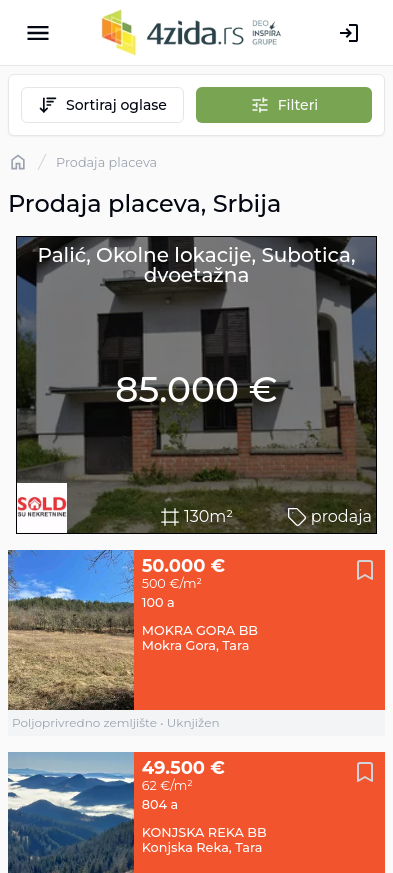 4zida.rs
DEO
INSPIRA
GRUPE
Sortiraj oglase
Filteri
/ Prodaja placeva
Prodaja placeva, Srbija
Palić, Okolne lokacije, Subotica,
dvoetažna
85.000 €
SOLD
SU NEKRETNINE
130m²
prodaja
50.000 €
500 €/m²
100 a
MOKRA GORA BB
Mokra Gora, Tara
Poljoprivredno zemljište • Uknjižen
49.500 €
62 €/m²
804 a
KONJSKA REKA BB
Konjska Reka, Tara